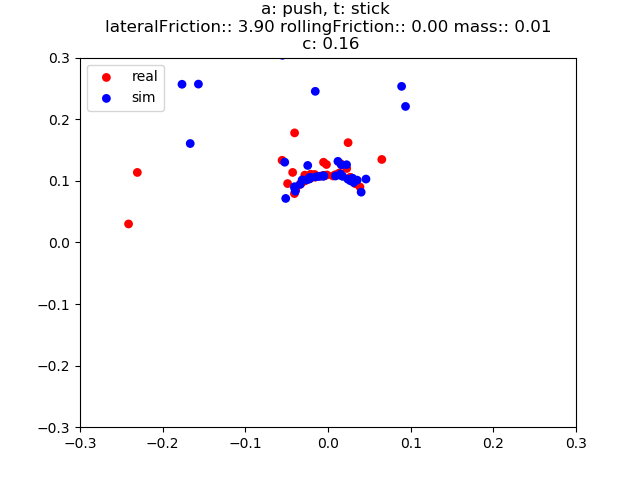 a: push, t: stick
lateralFriction:: 3.90 rollingFriction:: 0.00 mass:: 0.01
c: 0.16
real
sim
0.3
0.2
0.1
0.0
−0.1
−0.2
−0.3
−0.3 −0.2 −0.1 0.0 0.1 0.2 0.3